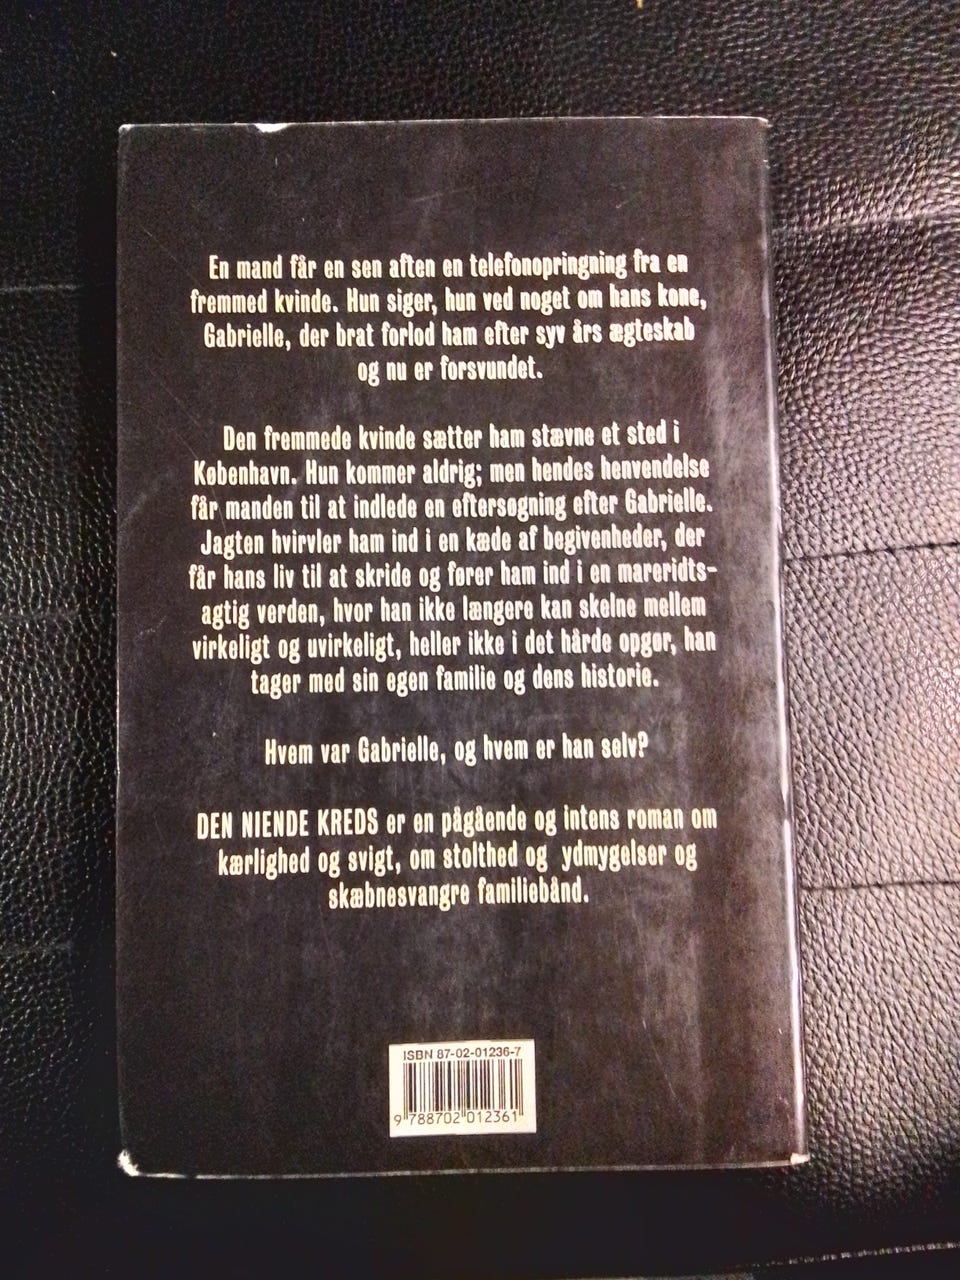 En mand får en sen aften en telefonopringning fra en
fremmed kvinde. Hun siger, hun ved noget om hans kone,
Gabrielle, der brat forlod ham efter syv års ægteskab
og nu er forsvundet.
Den fremmede kvinde sætter ham stævne et sted i
København. Hun kommer aldrig; men hendes henvendelse
får manden til at indlede en eftersøgning efter Gabrielle.
Jagten hvirvler ham ind i en kæde af begivenheder, der
får hans liv til at skride og fører ham ind i en mareridts-
agtig verden, hvor han ikke længere kan skelne mellem
virkeligt og uvirkeligt, heller ikke i det hårde opgør, han
tager med sin egen familie og dens historie.
Hvem var Gabrielle, og hvem er han selv?
DEN NIENDE KREDS er en pågående og intens roman om
kærlighed og svigt, om stolthed og ydmygelser og
skæbnesvangre familiebånd.
ISBN 87-02-01236-7
9 788702 012361